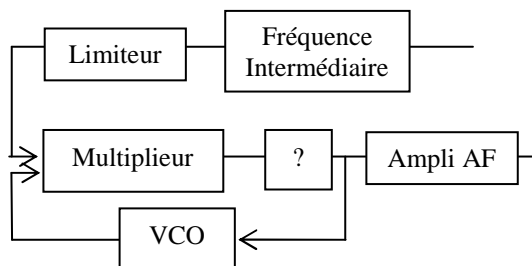 Limiteur
Fréquence
Intermédiaire
Multiplieur
?
Ampli AF
VCO